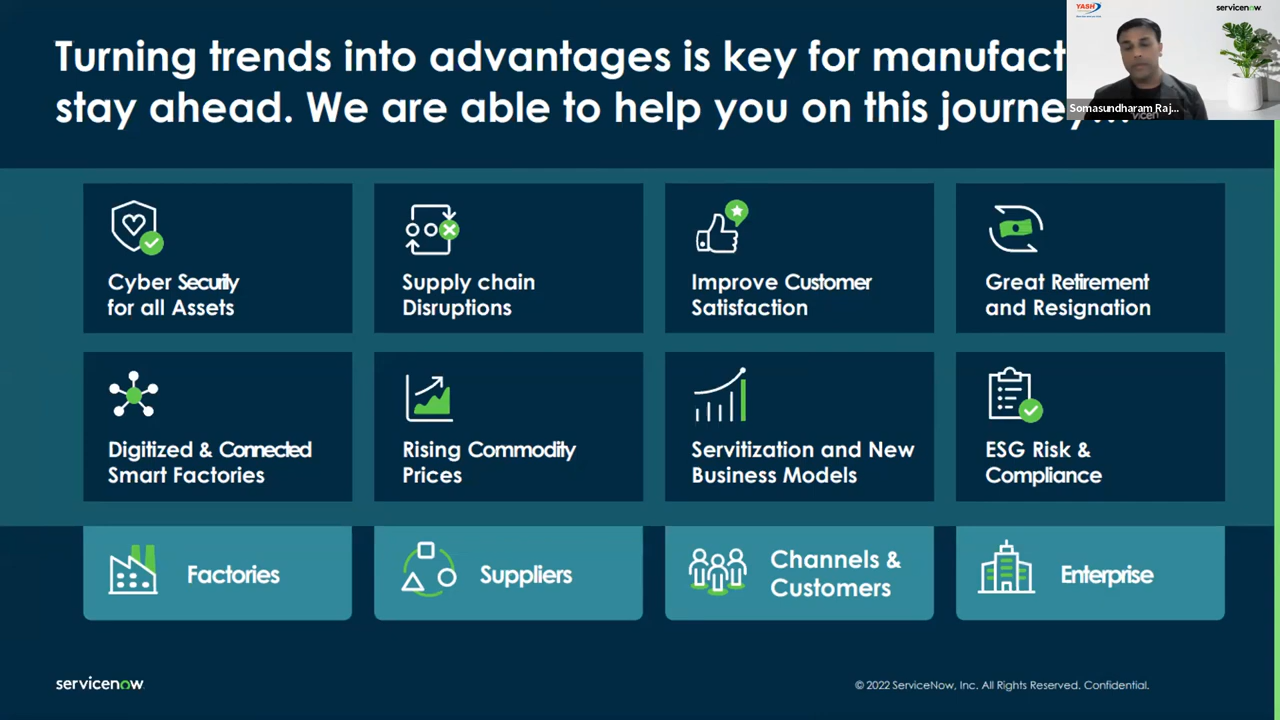 Turning trends into advantages is key for manufact
stay ahead. We are able to help you on this journey...
YASH
servicenow
Somasundharam Raj...
Cyber Security
for all Assets
Supply chain
Disruptions
Improve Customer
Satisfaction
Great Retirement
and Resignation
Digitized & Connected
Smart Factories
Rising Commodity
Prices
Servitization and New
Business Models
ESG Risk &
Compliance
Factories
Suppliers
Channels &
Customers
Enterprise
servicenow
© 2022 ServiceNow, Inc. All Rights Reserved. Confidential.